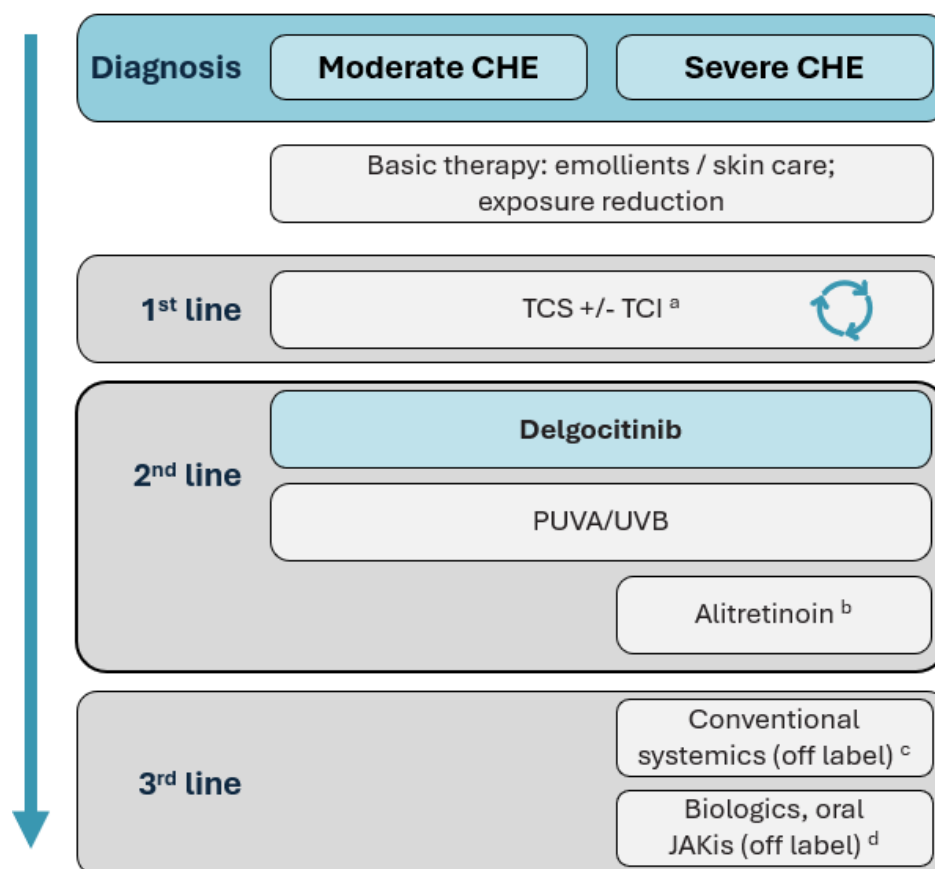 Diagnosis
Moderate CHE
Severe CHE
Basic therapy: emollients / skin care;
exposure reduction
1st line
TCS +/- TCI a
2nd line
Delgocitinib
PUVA/UVB
Alitretinoin b
3rd line
Conventional
systemics (off label) c
Biologics, oral
JAKis (off label) d